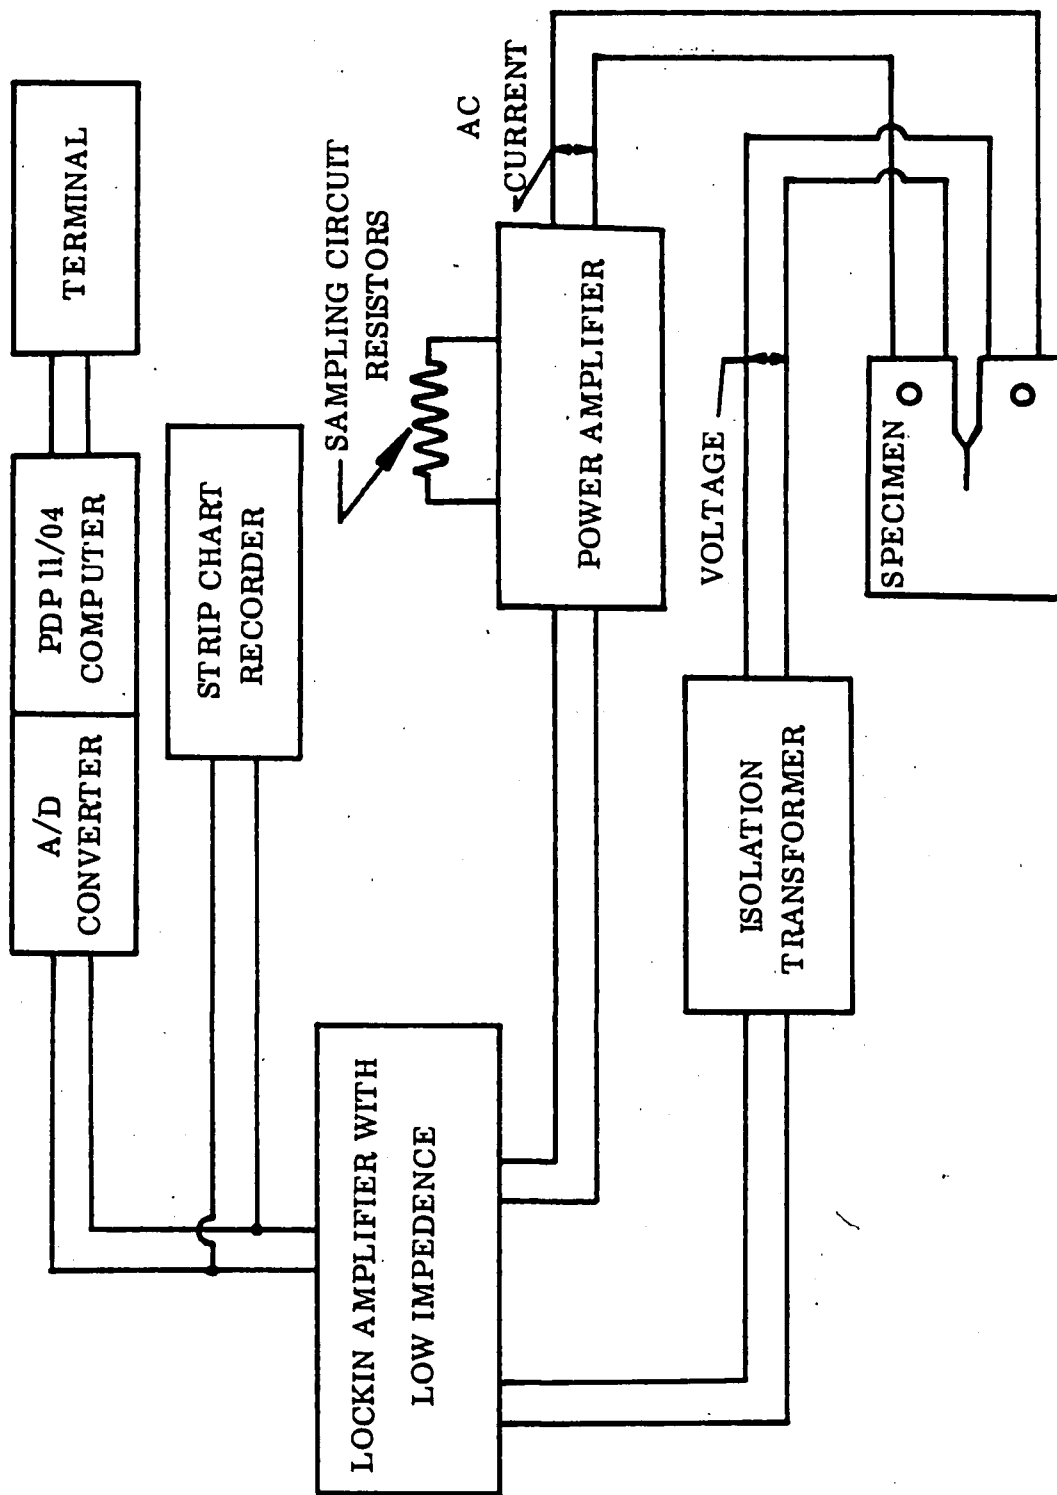 TERMINAL
PDP 11/04
COMPUTER
A/D
CONVERTER
STRIP CHART
RECORDER
SAMPLING CIRCUIT
RESISTORS
AC
CURRENT
POWER AMPLIFIER
LOCKIN AMPLIFIER WITH
LOW IMPEDENCE
VOLTAGE
ISOLATION
TRANSFORMER
SPECIMEN